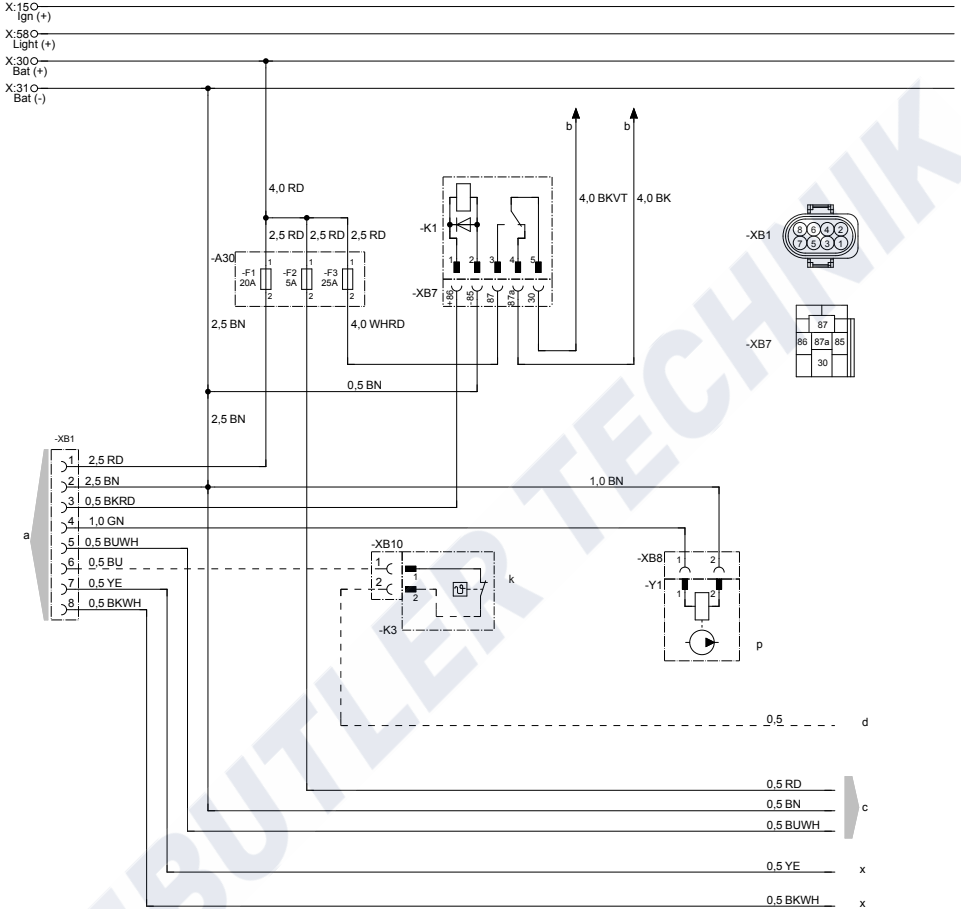 X:15
Ign (+)
X:58
Light (+)
X:30
Bat (+)
X:31
Bat (-)
b b
4,0 RD 4,0 BKVT 4,0 BK
-K1
1 2 3 4 5
-XB1
8 6 4 2
7 5 3 1
2,5 RD 2,5 RD 2,5 RD
-A30
1 1 1
-F1 20A -F2 5A -F3 25A
2 2 2
-XB7
+86 -85 87 87a 30
-XB7
87
86 87a 85
30
2,5 BN 4,0 WHRD
0,5 BN
2,5 BN
-XB1
1 2,5 RD
2 2,5 BN 1,0 BN
3 0,5 BKRD
4 1,0 GN
a
5 0,5 BUWH
6 0,5 BU
7 0,5 YE
8 0,5 BKWH
-XB10
1 1
2 2
k
-K3
-XB8 1 2
-Y1
1 2
p
0,5 d
0,5 RD
0,5 BN c
0,5 BUWH
0,5 YE x
0,5 BKWH x
BUTLER TECHNIK